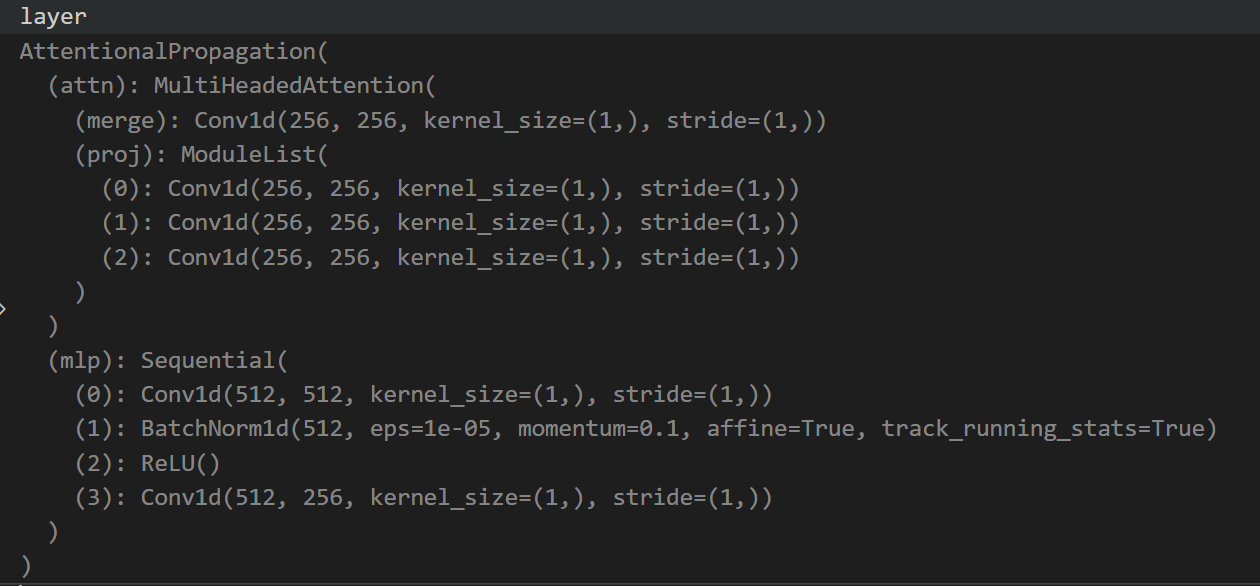 layer
AttentionalPropagation(
  (attn): MultiHeadedAttention(
    (merge): Conv1d(256, 256, kernel_size=(1,), stride=(1,))
    (proj): ModuleList(
      (0): Conv1d(256, 256, kernel_size=(1,), stride=(1,))
      (1): Conv1d(256, 256, kernel_size=(1,), stride=(1,))
      (2): Conv1d(256, 256, kernel_size=(1,), stride=(1,))
    )
  )
  (mlp): Sequential(
    (0): Conv1d(512, 512, kernel_size=(1,), stride=(1,))
    (1): BatchNorm1d(512, eps=1e-05, momentum=0.1, affine=True, track_running_stats=True)
    (2): ReLU()
    (3): Conv1d(512, 256, kernel_size=(1,), stride=(1,))
  )
)